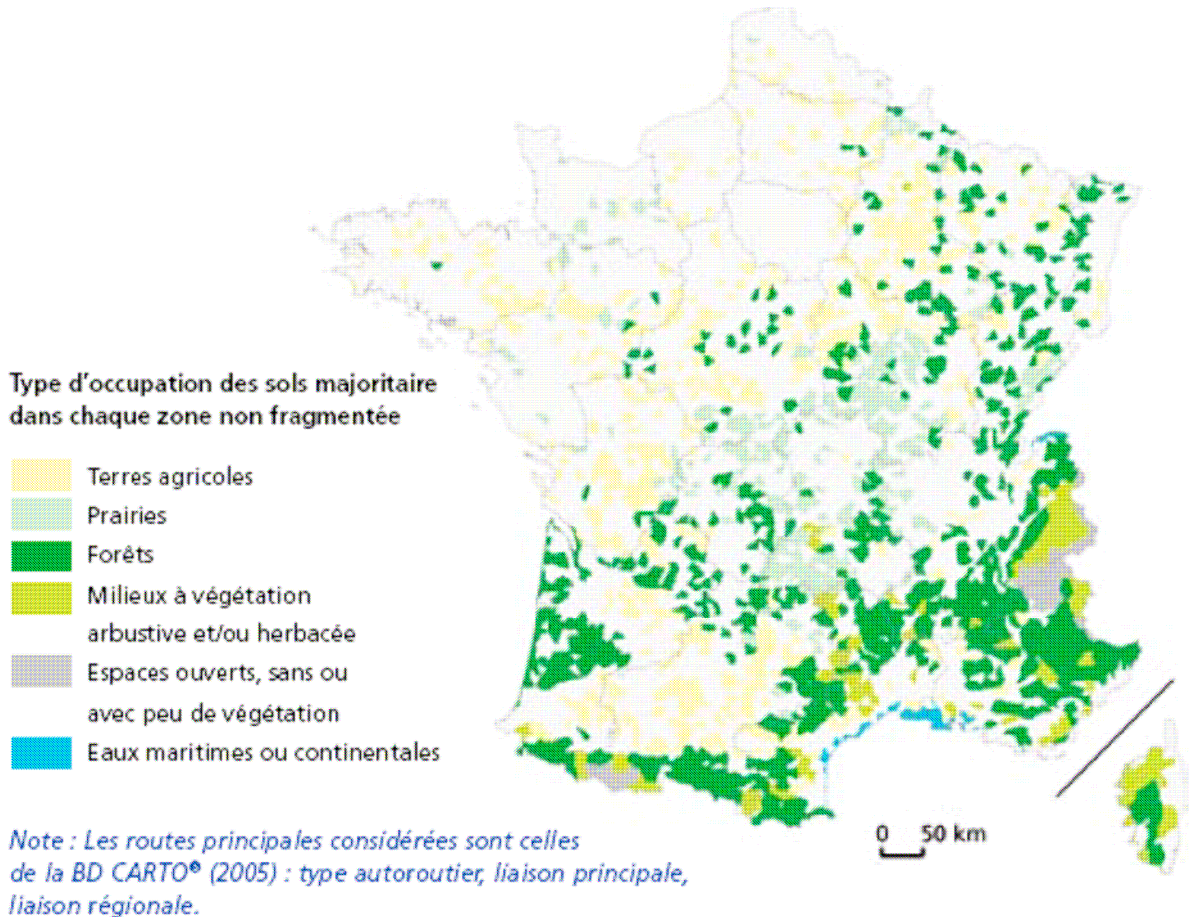 Type d'occupation des sols majoritaire
dans chaque zone non fragmentée
Terres agricoles
Prairies
Forêts
Milieux à végétation
arbustive et/ou herbacée
Espaces ouverts, sans ou
avec peu de végétation
Eaux maritimes ou continentales
0 50 km
Note : Les routes principales considérées sont celles
de la BD CARTO® (2005) : type autoroutier, liaison principale,
liaison régionale.